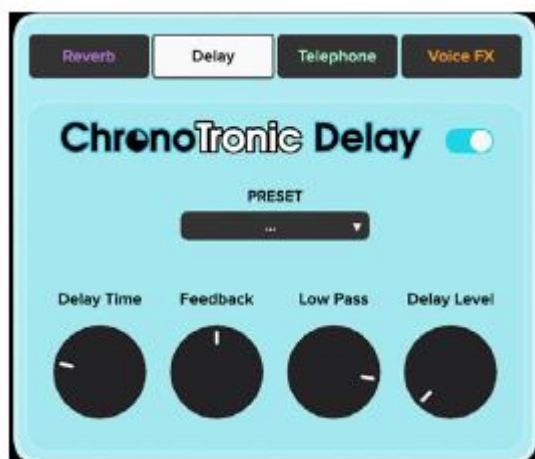 Reverb Delay Telephone Voice FX
ChronoTronic Delay
PRESET
...
Delay Time Feedback Low Pass Delay Level